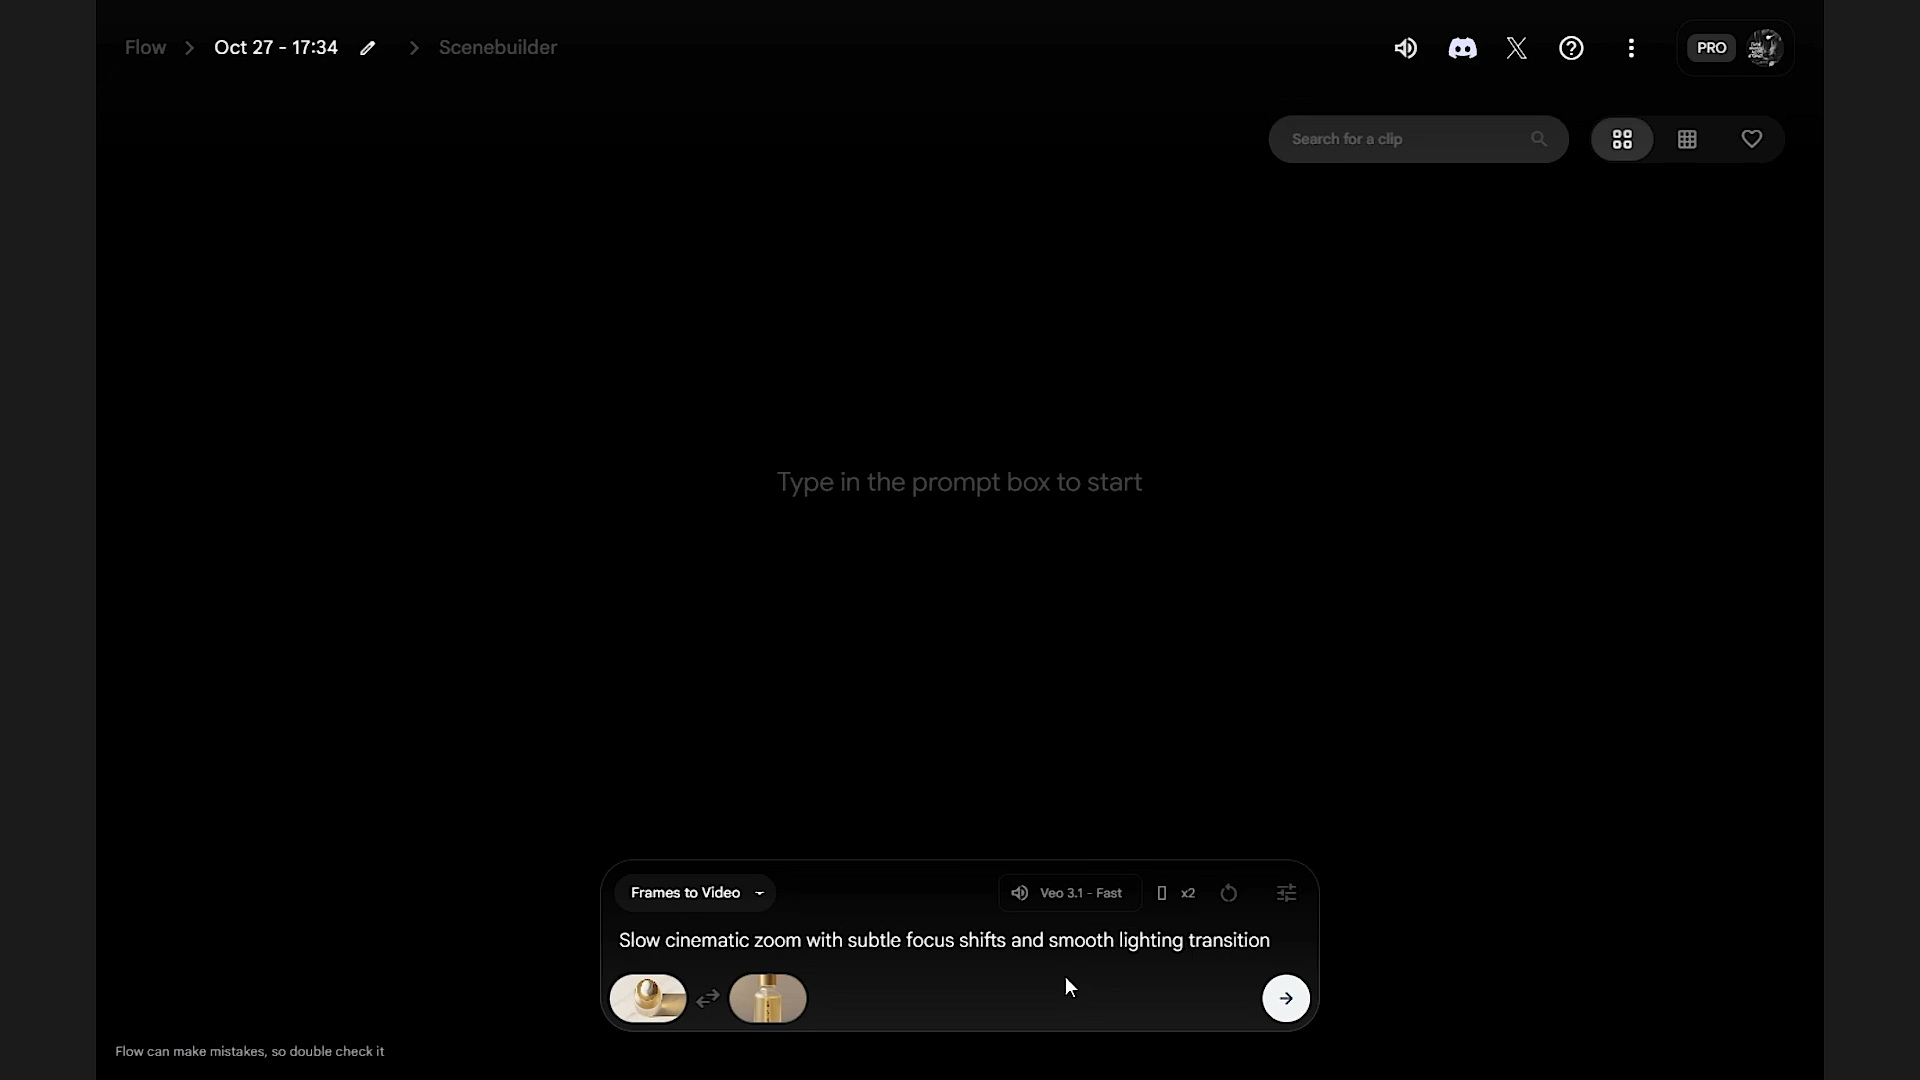 Flow
Oct 27 - 17:34
Scenebuilder
PRO
Search for a clip
Type in the prompt box to start
Frames to Video
Veo 3.1 - Fast
x2
Slow cinematic zoom with subtle focus shifts and smooth lighting transition
Flow can make mistakes, so double check it